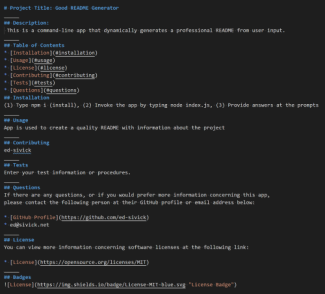 # Project Title: Good README Generator
_____
## Description:
This is a command-line app that dynamically generates a professional README from user input.
_____
## Table of Contents
* [Installation](#installation)
* [Usage](#usage)
* [License](#license)
* [Contributing](#contributing)
* [Tests](#tests)
* [Questions](#questions)
## Installation
(1) Type npm i (install), (2) Invoke the app by typing node index.js, (3) Provide answers at the prompts
_____
## Usage
App is used to create a quality README with information about the project
_____
## Contributing
ed-sivick
_____
## Tests
Enter your test information or procedures.
_____
## Questions
If there are any questions, or if you would prefer more information concerning this app,
please contact the following person at their GitHub profile or email address below:
_____
* [GitHub Profile](https://github.com/ed-sivick)
* ed@sivick.net
_____
## License
You can view more information concerning software licenses at the following link:
_____
* [License](https://opensource.org/licenses/MIT)
_____
## Badges
![License](https://img.shields.io/badge/License-MIT-blue.svg "License Badge")